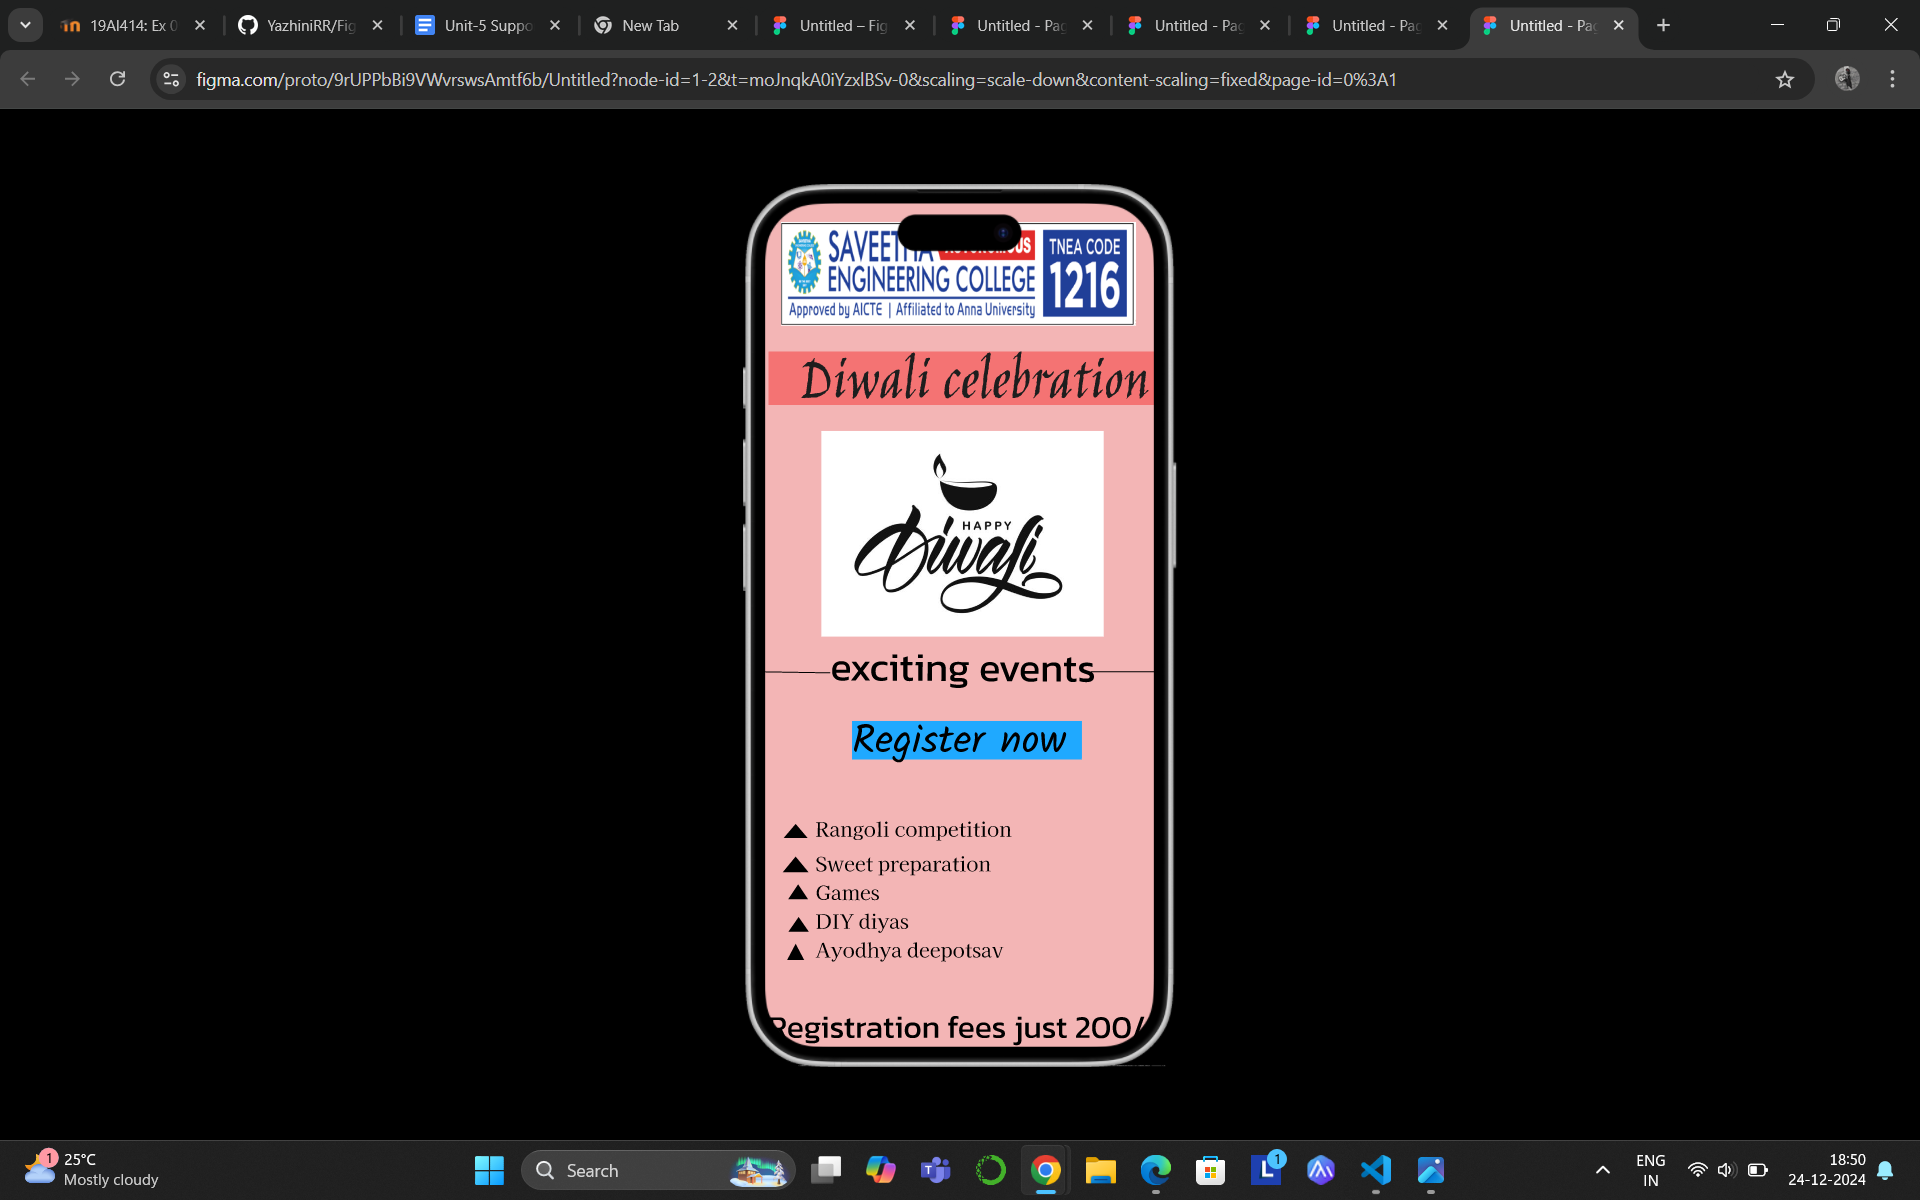 19AI414: Ex 0
YazhiniRR/Fig
Unit-5 Suppo
New Tab
Untitled – Fig
Untitled - Pag
Untitled - Pag
Untitled - Pag
Untitled - Pag
figma.com/proto/9rUPPbBi9VWvrswsAmtf6b/Untitled?node-id=1-2&t=moJnqkA0iYzxlBSv-0&scaling=scale-down&content-scaling=fixed&page-id=0%3A1
SAVEETHA
ENGINEERING COLLEGE
Approved by AICTE | Affiliated to Anna University
TNEA CODE
1216
Diwali celebration
HAPPY
Diwali
exciting events
Register now
Rangoli competition
Sweet preparation
Games
DIY diyas
Ayodhya deepotsav
Registration fees just 200/
1
25°C
Mostly cloudy
Search
1
ENG
IN
18:50
24-12-2024